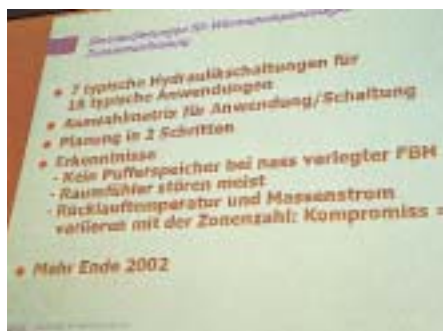 • 7 typische Hydraulikschaltungen für
18 typische Anwendungen
• Auswahlmatrix für Anwendung/Schaltung
• Planung in 2 Schritten
• Erkenntnisse
- Kein Pufferspeicher bei nass verlegter FBH
- Raumfühler stören meist
- Rücklauftemperatur und Massenstrom
variieren mit der Zonenzahl: Kompromiss
• Mehr Ende 2002